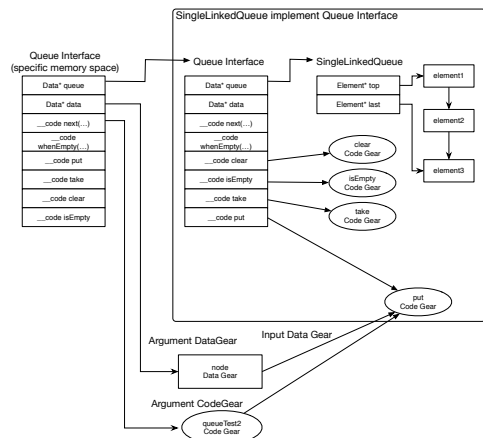 SingleLinkedQueue implement Queue Interface
Queue Interface
(specific memory space)
Data* queue
Data* data
__code next(...)
__code
whenEmpty(...)
__code put
__code take
__code clear
__code isEmpty
Queue Interface
Data* queue
Data* data
__code next(...)
__code
whenEmpty(...)
__code clear
__code isEmpty
__code take
__code put
SingleLinkedQueue
Element* top
Element* last
element1
element2
element3
clear
Code Gear
isEmpty
Code Gear
take
Code Gear
put
Code Gear
Input Data Gear
Argument DataGear
node
Data Gear
Argument CodeGear
queueTest2
Code Gear